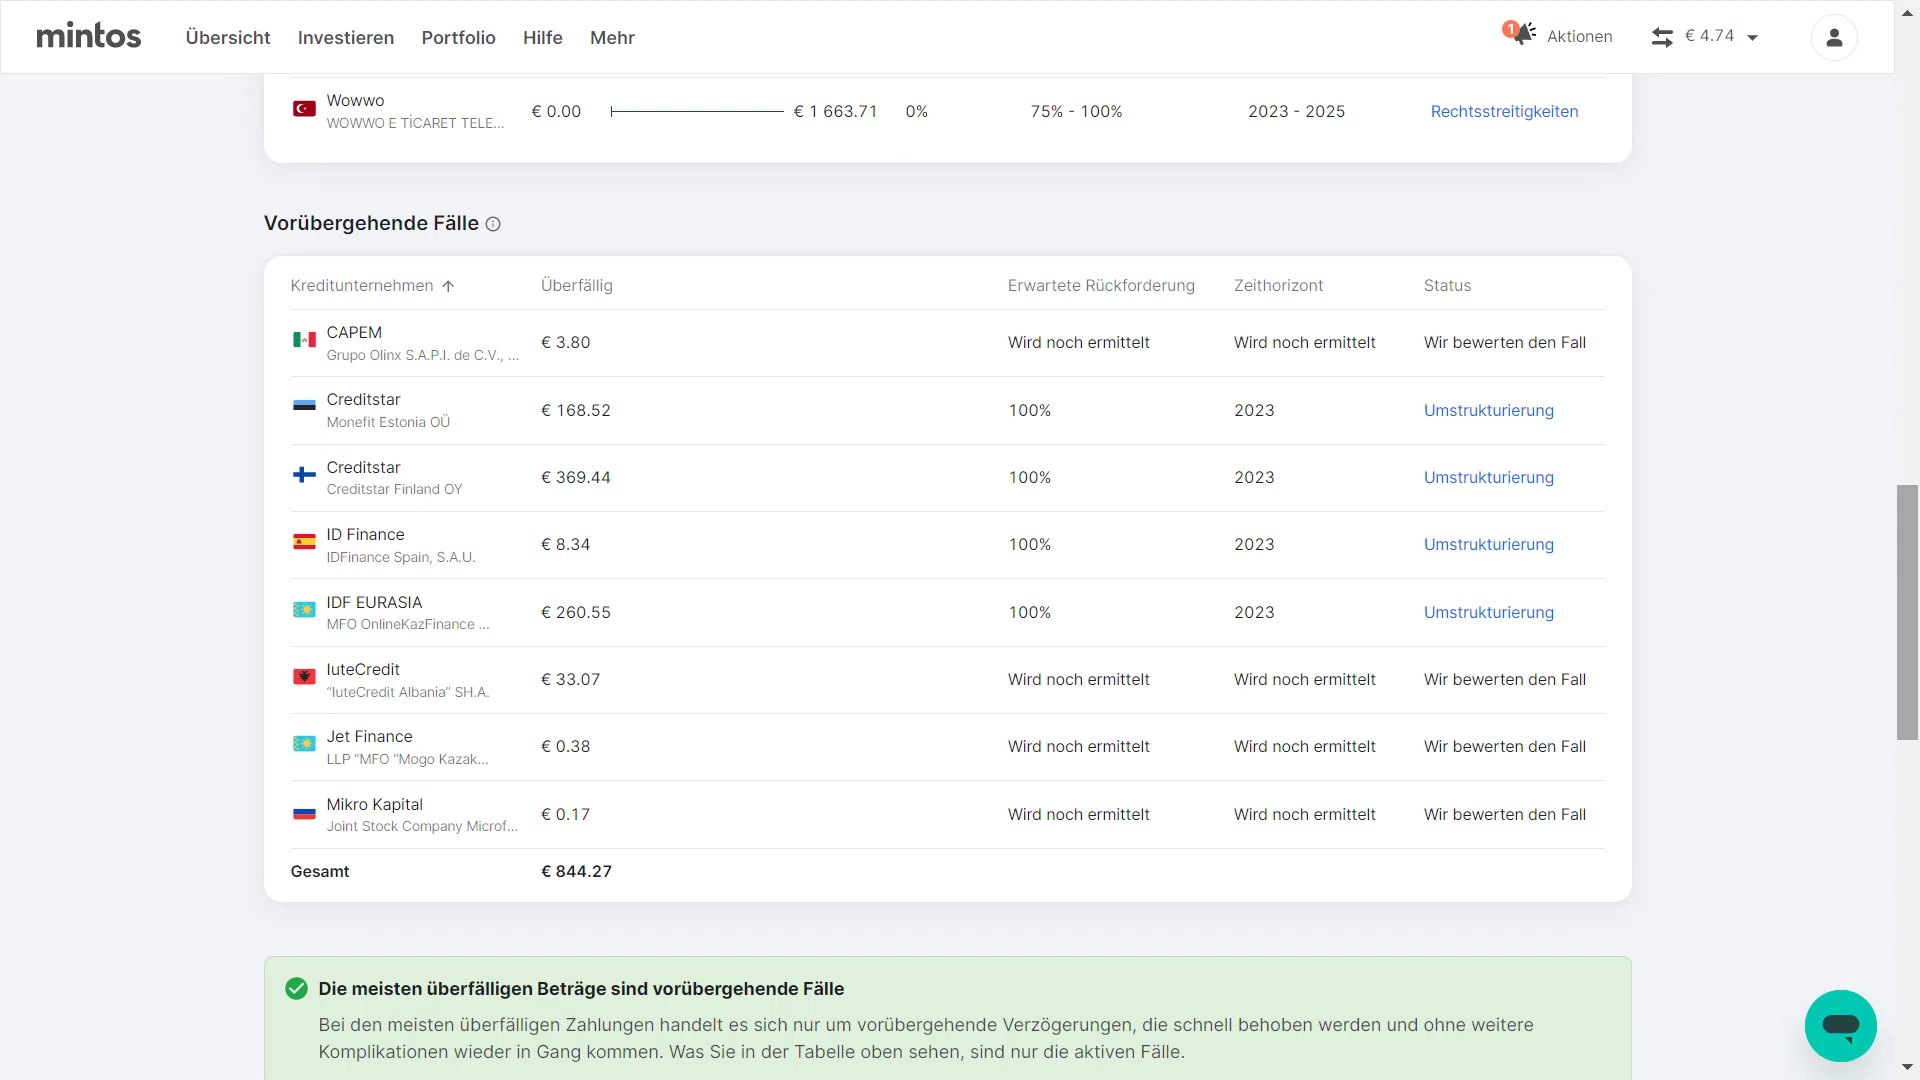 mintos Übersicht Investieren Portfolio Hilfe Mehr 1 Aktionen € 4.74
Wowwo
WOWWO E TİCARET TELE...
€ 0.00 € 1 663.71 0% 75% - 100% 2023 - 2025 Rechtsstreitigkeiten
Vorübergehende Fälle
Kreditunternehmen Überfällig Erwartete Rückforderung Zeithorizont Status
CAPEM
Grupo Olinx S.A.P.I. de C.V., ...
€ 3.80 Wird noch ermittelt Wird noch ermittelt Wir bewerten den Fall
Creditstar
Monefit Estonia OÜ
€ 168.52 100% 2023 Umstrukturierung
Creditstar
Creditstar Finland OY
€ 369.44 100% 2023 Umstrukturierung
ID Finance
IDFinance Spain, S.A.U.
€ 8.34 100% 2023 Umstrukturierung
IDF EURASIA
MFO OnlineKazFinance ...
€ 260.55 100% 2023 Umstrukturierung
IuteCredit
“IuteCredit Albania” SH.A.
€ 33.07 Wird noch ermittelt Wird noch ermittelt Wir bewerten den Fall
Jet Finance
LLP “MFO “Mogo Kazak...
€ 0.38 Wird noch ermittelt Wird noch ermittelt Wir bewerten den Fall
Mikro Kapital
Joint Stock Company Microf...
€ 0.17 Wird noch ermittelt Wird noch ermittelt Wir bewerten den Fall
Gesamt € 844.27
Die meisten überfälligen Beträge sind vorübergehende Fälle
Bei den meisten überfälligen Zahlungen handelt es sich nur um vorübergehende Verzögerungen, die schnell behoben werden und ohne weitere
Komplikationen wieder in Gang kommen. Was Sie in der Tabelle oben sehen, sind nur die aktiven Fälle.